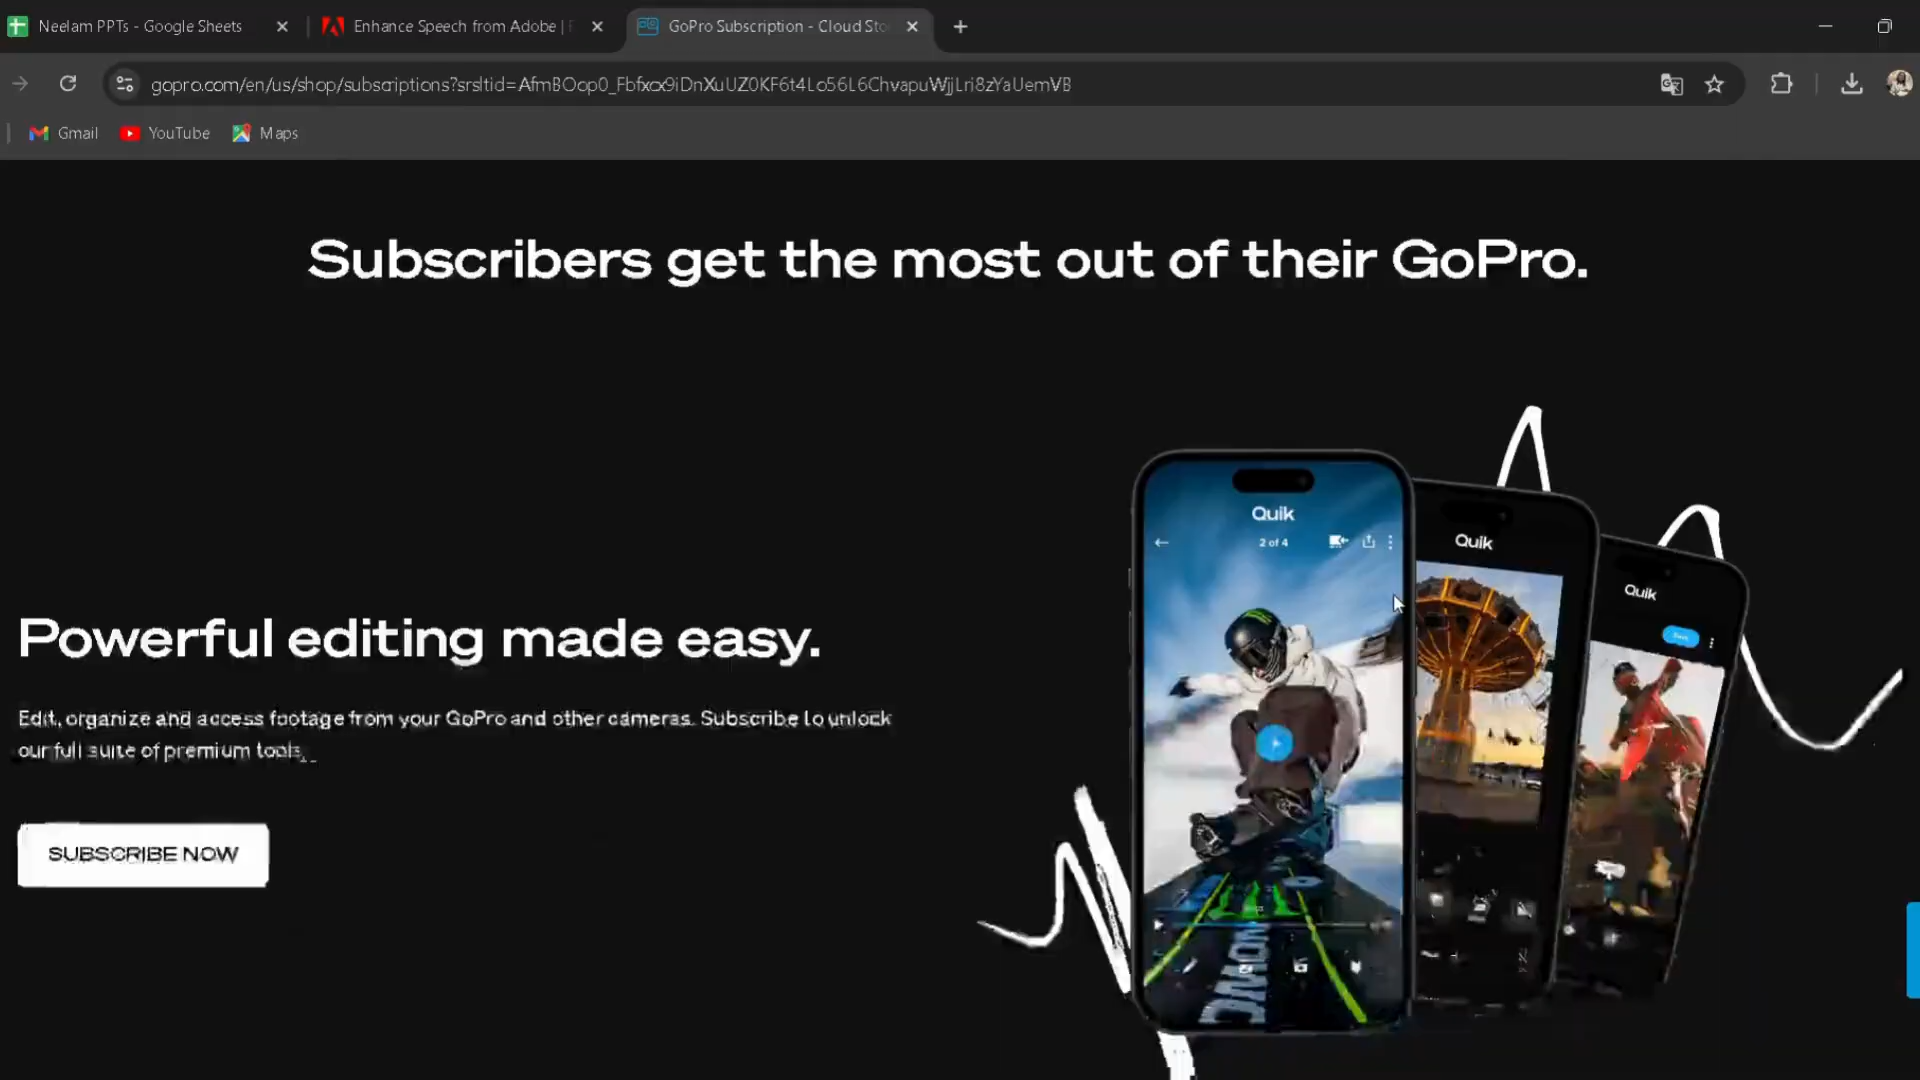 Neelam PPTs - Google Sheets
Enhance Speech from Adobe |
GoPro Subscription - Cloud Sto
gopro.com/en/us/shop/subscriptions?srsltid=AfmBOop0_Fbfxcx9iDnXuUZ0KF6t4Lo56L6ChvapuWjjLri8zYaUemVB
Gmail
YouTube
Maps
Subscribers get the most out of their GoPro.
Quik
2 of 4
Quik
Quik
Powerful editing made easy.
Edit, organize and access footage from your GoPro and other cameras. Subscribe to unlock
our full suite of premium tools.
SUBSCRIBE NOW